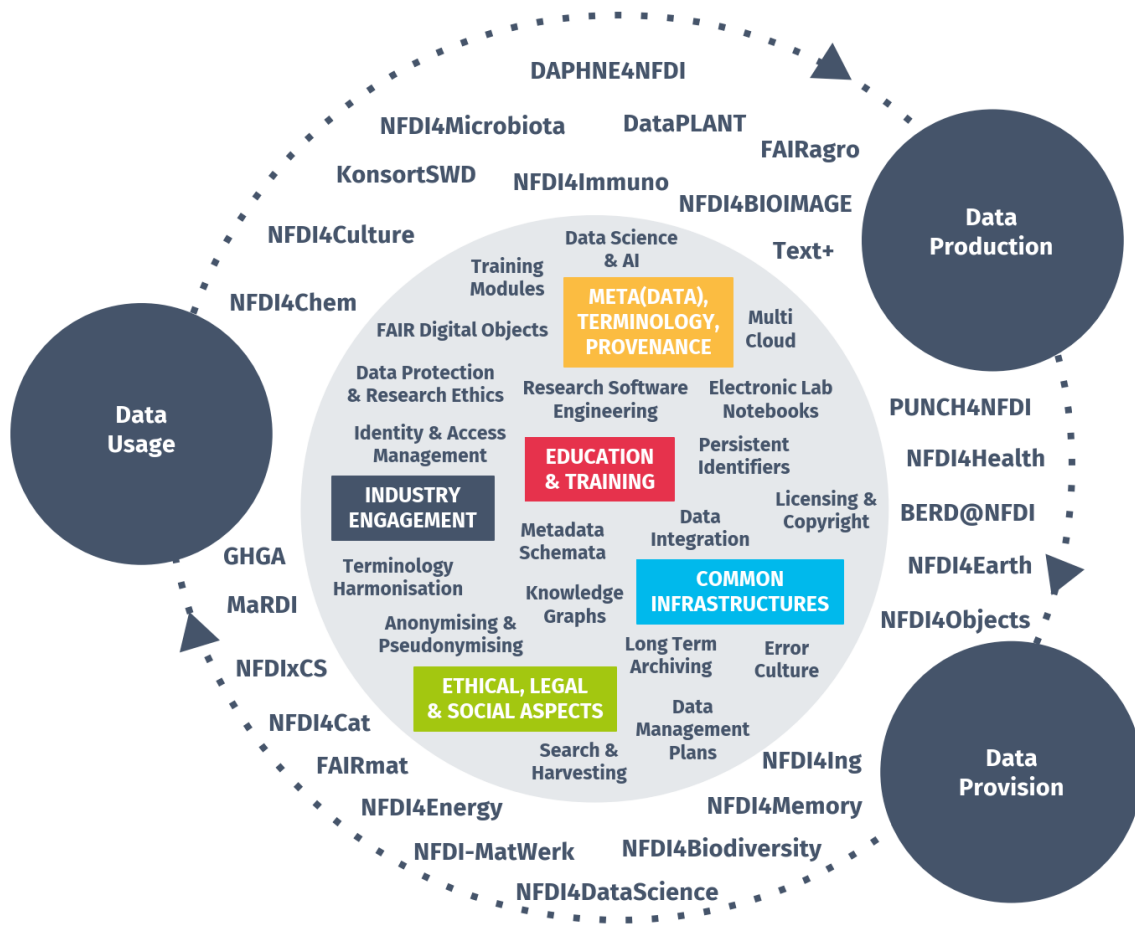 DAPHNE4NFDI
NFDI4Microbiota
DataPLANT
FAIRagro
KonsortSWD
NFDI4Immuno
NFDI4BIOIMAGE
NFDI4Culture
Text+
NFDI4Chem
Data
Production
Data
Usage
Data Science
& AI
Training
Modules
META(DATA),
TERMINOLOGY,
PROVENANCE
Multi
Cloud
FAIR Digital Objects
Data Protection
& Research Ethics
Research Software
Engineering
Electronic Lab
Notebooks
Identity & Access
Management
EDUCATION
& TRAINING
Persistent
Identifiers
INDUSTRY
ENGAGEMENT
Licensing &
Copyright
Metadata
Schemata
Data
Integration
Terminology
Harmonisation
Knowledge
Graphs
COMMON
INFRASTRUCTURES
Anonymising &
Pseudonymising
Long Term
Archiving
Error
Culture
ETHICAL, LEGAL
& SOCIAL ASPECTS
Data
Management
Plans
Search &
Harvesting
PUNCH4NFDI
NFDI4Health
BERD@NFDI
NFDI4Earth
NFDI4Objects
Data
Provision
GHGA
MaRDI
NFDIxCS
NFDI4Cat
FAIRmat
NFDI4Energy
NFDI-MatWerk
NFDI4DataScience
NFDI4Biodiversity
NFDI4Memory
NFDI4Ing